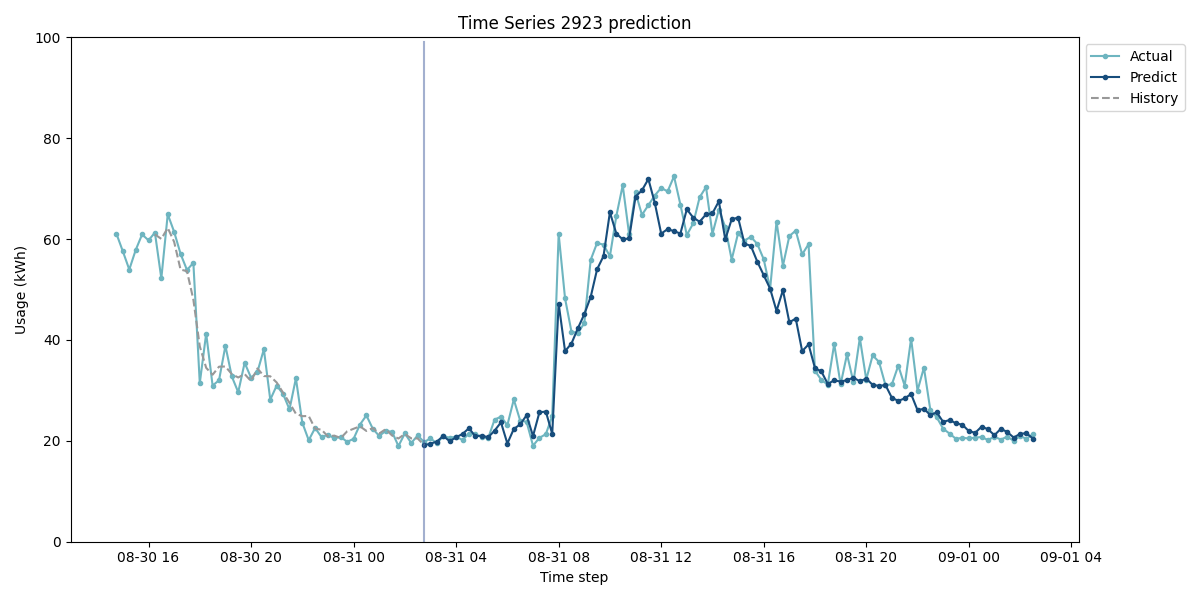 Time Series 2923 prediction
100
80
60
40
20
0
Usage (kWh)
08-30 16
08-30 20
08-31 00
08-31 04
08-31 08
08-31 12
08-31 16
08-31 20
09-01 00
09-01 04
Time step
Actual
Predict
History